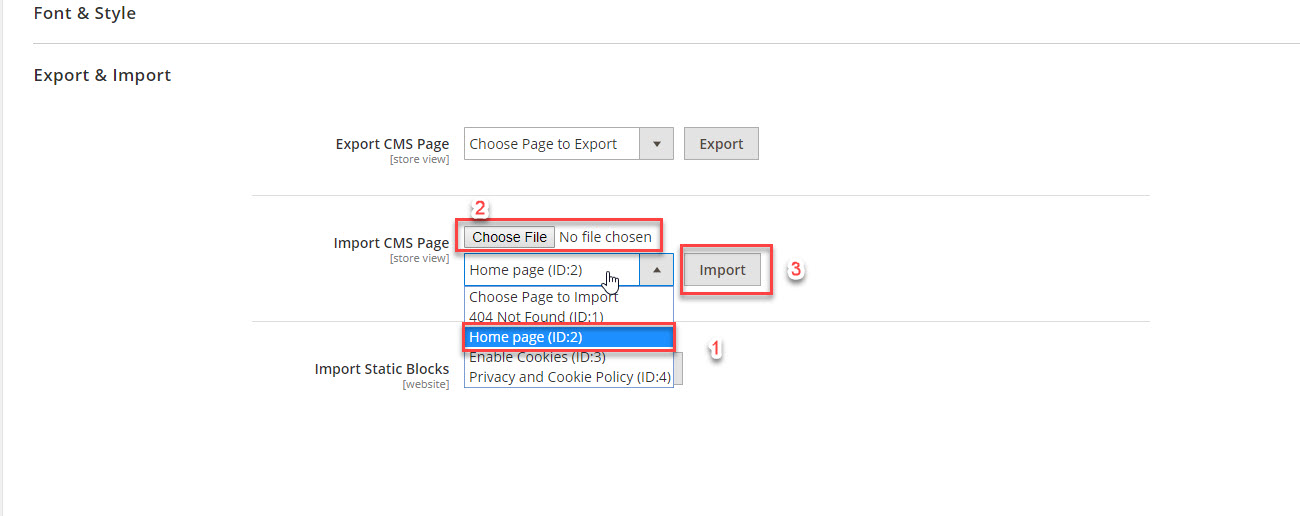 Font & Style
Export & Import
Export CMS Page
[store view]
Choose Page to Export
Export
2
Import CMS Page
[store view]
Choose File
No file chosen
Home page (ID:2)
Import
3
Choose Page to Import
404 Not Found (ID:1)
Home page (ID:2)
1
Enable Cookies (ID:3)
Privacy and Cookie Policy (ID:4)
Import Static Blocks
[website]